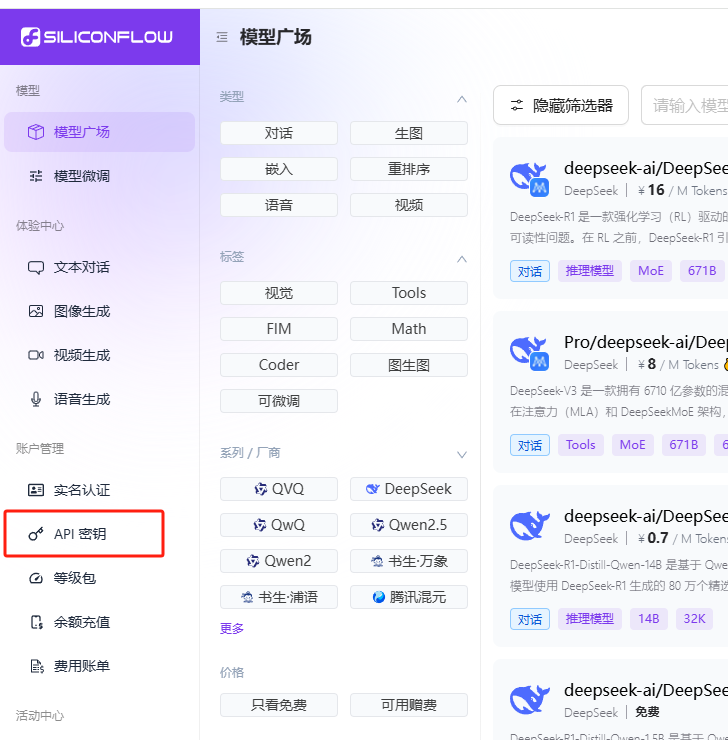 SILICONFLOW
模型
模型广场
模型微调
体验中心
文本对话
图像生成
视频生成
语音生成
账户管理
实名认证
API 密钥
等级包
余额充值
费用账单
活动中心
模型广场
类型
对话
生图
嵌入
重排序
语音
视频
标签
视觉
Tools
FIM
Math
Coder
图生图
可微调
系列 / 厂商
QVQ
DeepSeek
QwQ
Qwen2.5
Qwen2
书生·万象
书生·浦语
腾讯混元
更多
价格
只看免费
可用赠费
隐藏筛选器
请输入模型
deepseek-ai/DeepSee
DeepSeek | ¥ 16 / M Tokens
DeepSeek-R1 是一款强化学习（RL）驱动的
可读性问题。在 RL 之前，DeepSeek-R1 引
对话
推理模型
MoE
671B
Pro/deepseek-ai/Deep
DeepSeek | ¥ 8 / M Tokens
DeepSeek-V3 是一款拥有 6710 亿参数的混
在注意力（MLA）和 DeepSeekMoE 架构，
对话
Tools
MoE
671B
6
deepseek-ai/DeepSee
DeepSeek | ¥ 0.7 / M Tokens
DeepSeek-R1-Distill-Qwen-14B 是基于 Qwe
模型使用 DeepSeek-R1 生成的 80 万个精选
对话
推理模型
14B
32K
deepseek-ai/DeepSee
DeepSeek | 免费
DeepSeek-R1-Distill-Qwen-1.5B 是基于 Qw